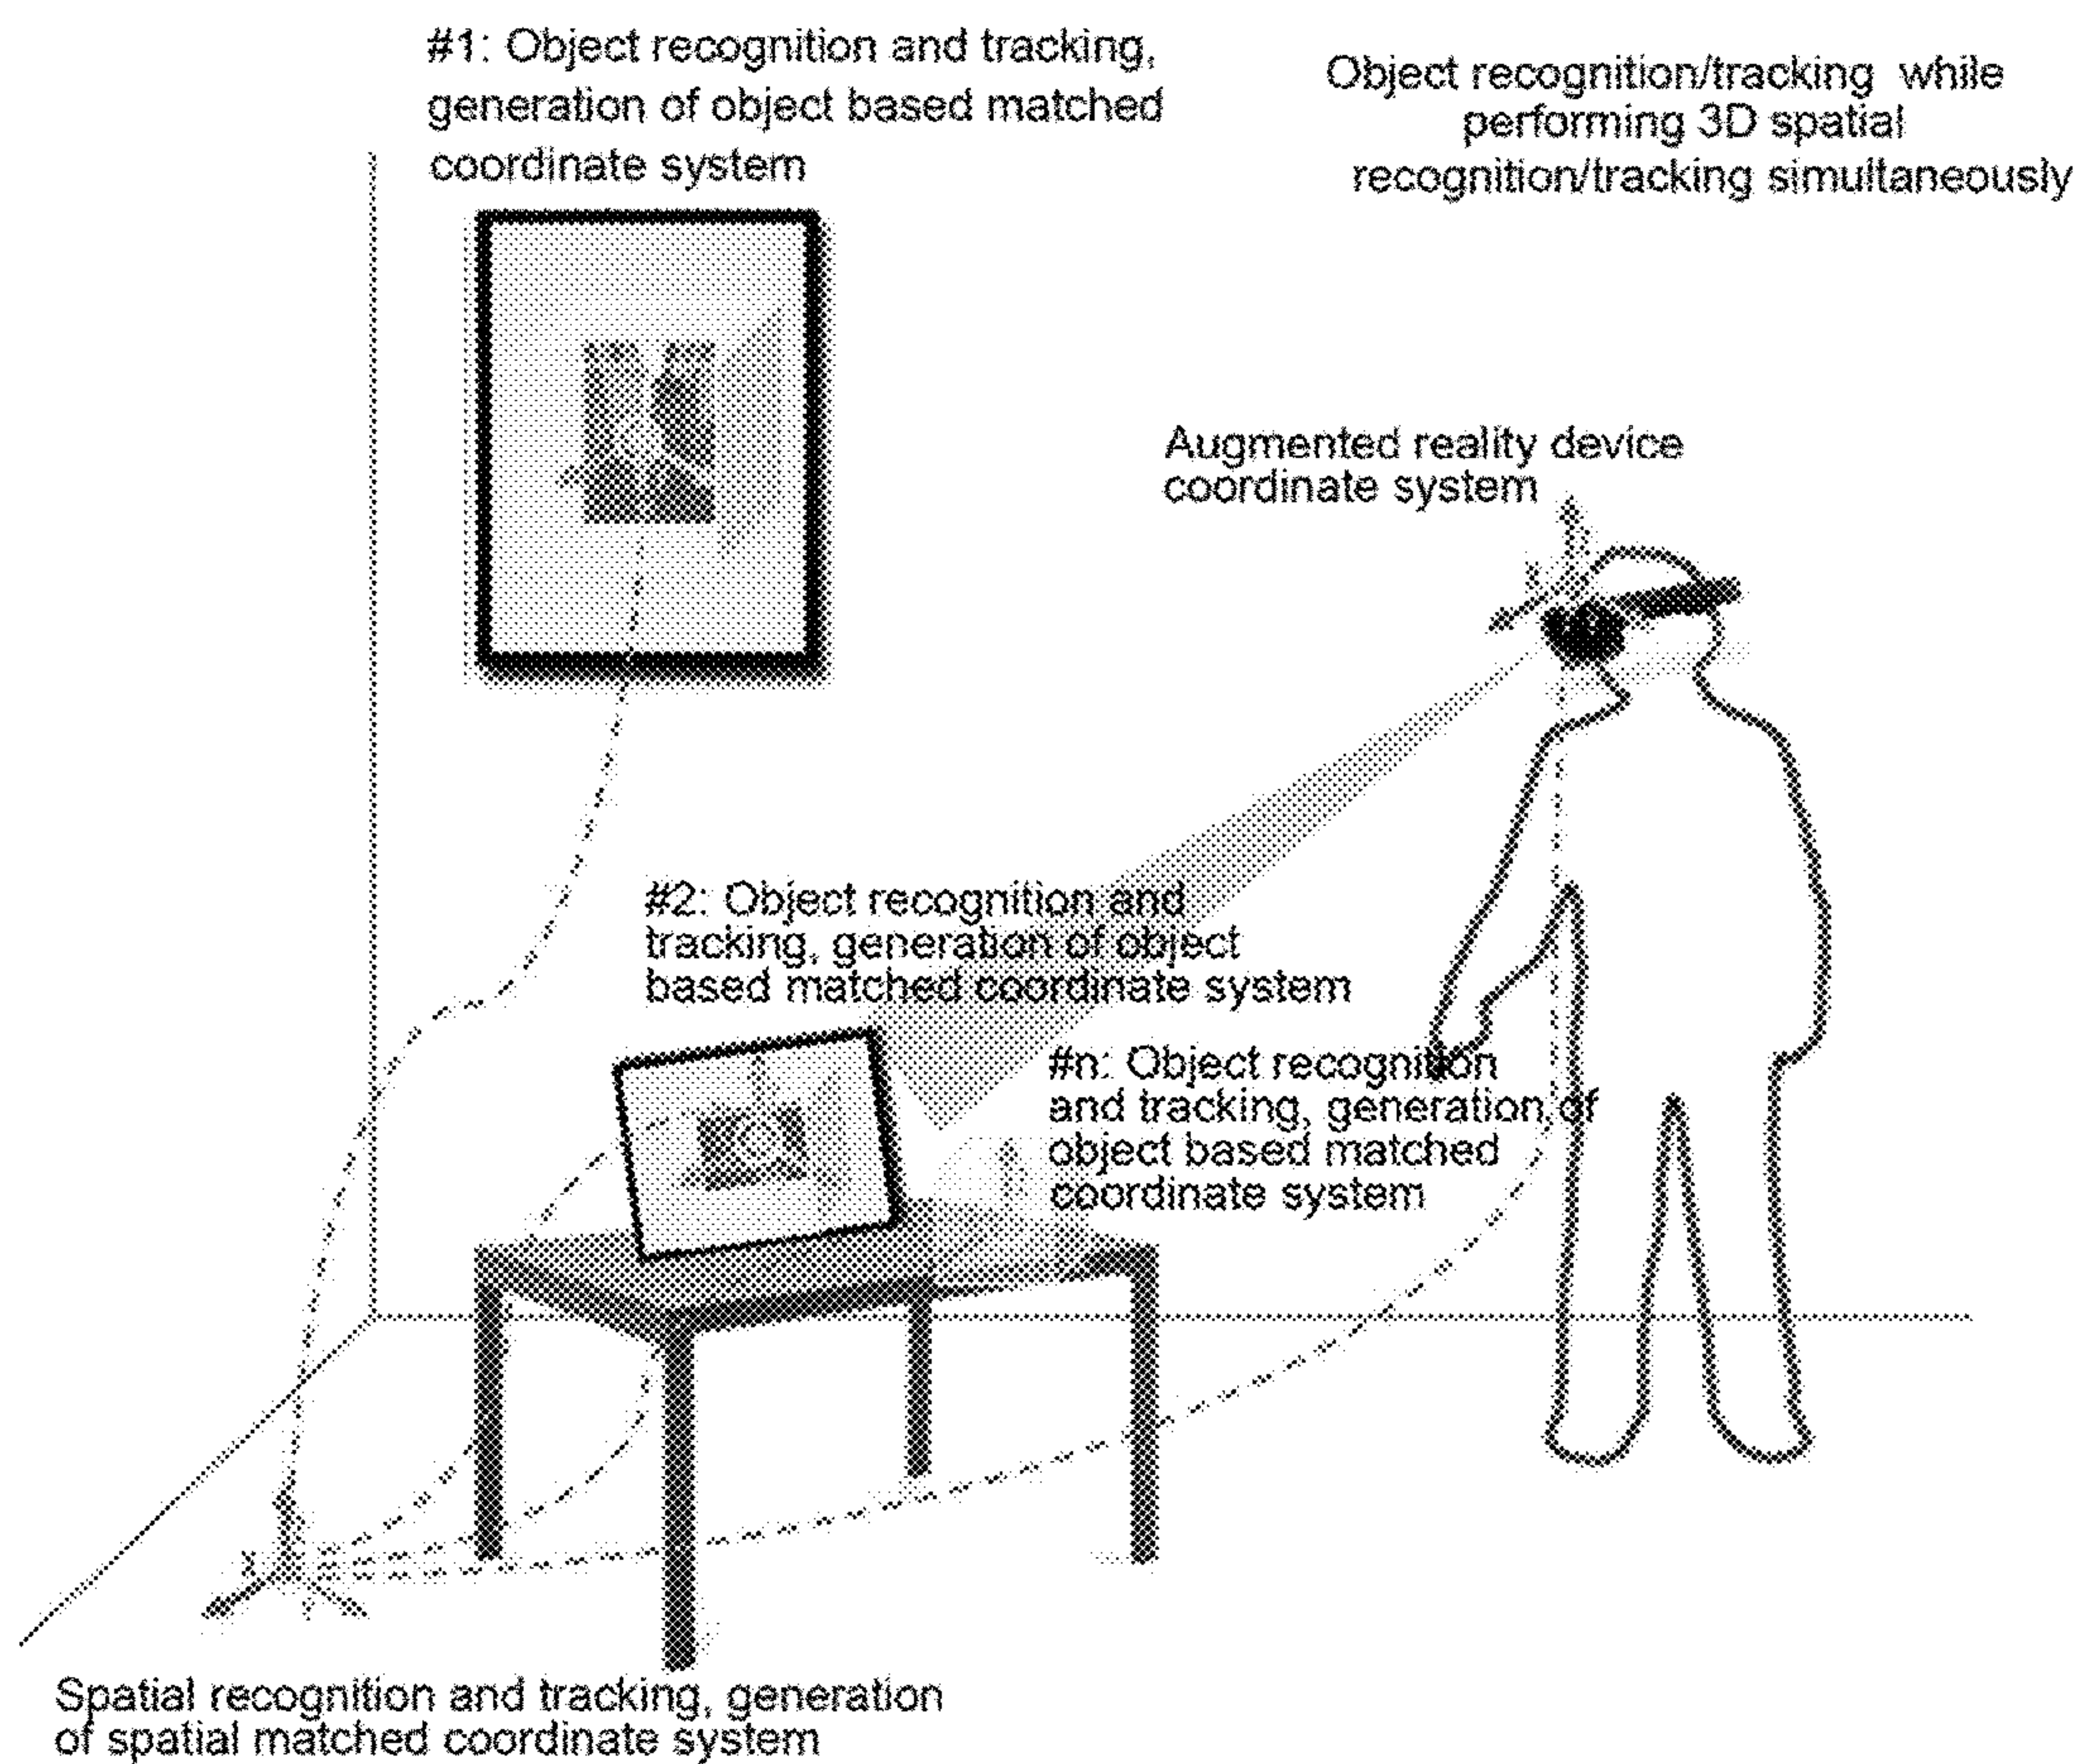 #1: Object recognition and tracking,
generation of object based matched
coordinate system
Object recognition/tracking while
performing 3D spatial
recognition/tracking simultaneously
Augmented reality device
coordinate system
#2: Object recognition and
tracking, generation of object
based matched coordinate system
#n: Object recognition
and tracking, generation of
object based matched
coordinate system
Spatial recognition and tracking, generation
of spatial matched coordinate system